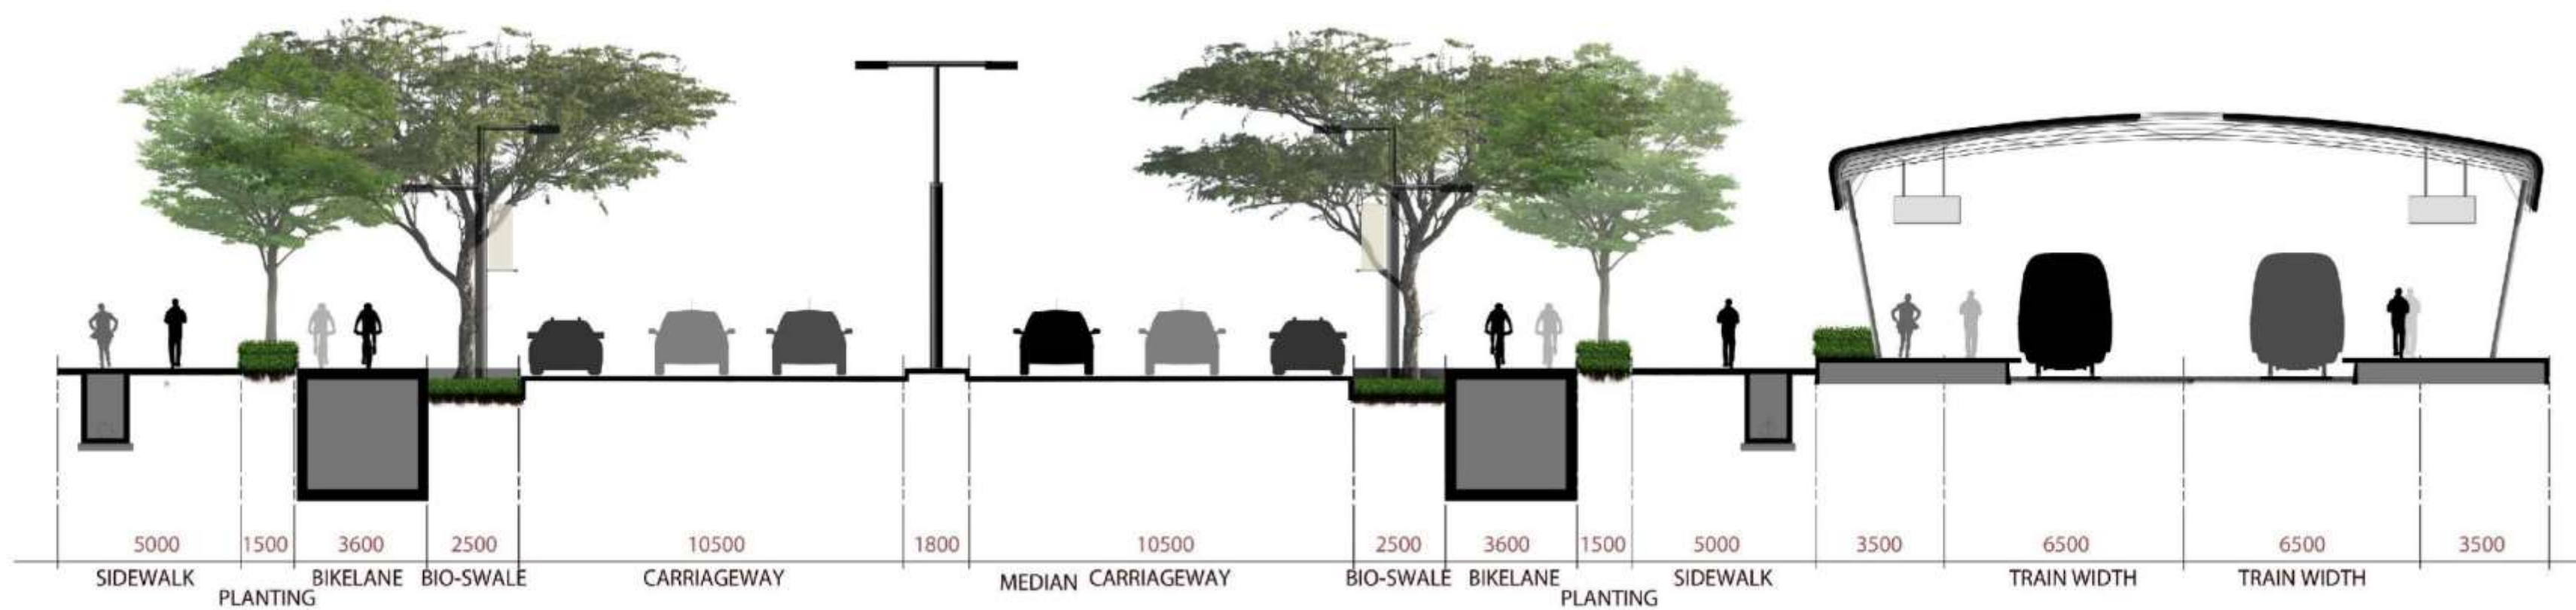 5000 1500 3600 2500 10500 1800 10500 2500 3600 1500 5000 3500 6500 6500 3500
SIDEWALK BIKELANE BIO-SWALE CARRIAGEWAY MEDIAN CARRIAGEWAY BIO-SWALE BIKELANE SIDEWALK TRAIN WIDTH TRAIN WIDTH
PLANTING PLANTING